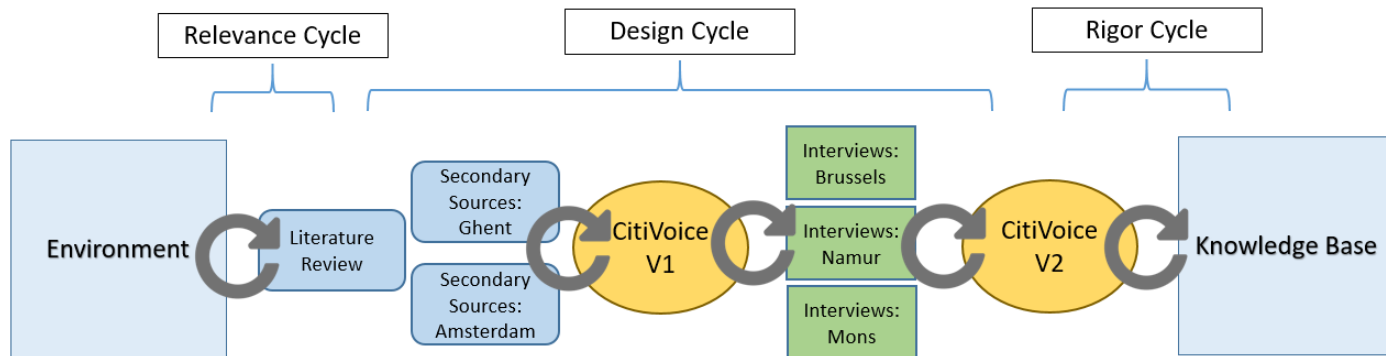 Relevance Cycle
Design Cycle
Rigor Cycle
Environment
Literature
Review
Secondary
Sources:
Ghent
Secondary
Sources:
Amsterdam
CitiVoice
V1
Interviews:
Brussels
Interviews:
Namur
Interviews:
Mons
CitiVoice
V2
Knowledge Base